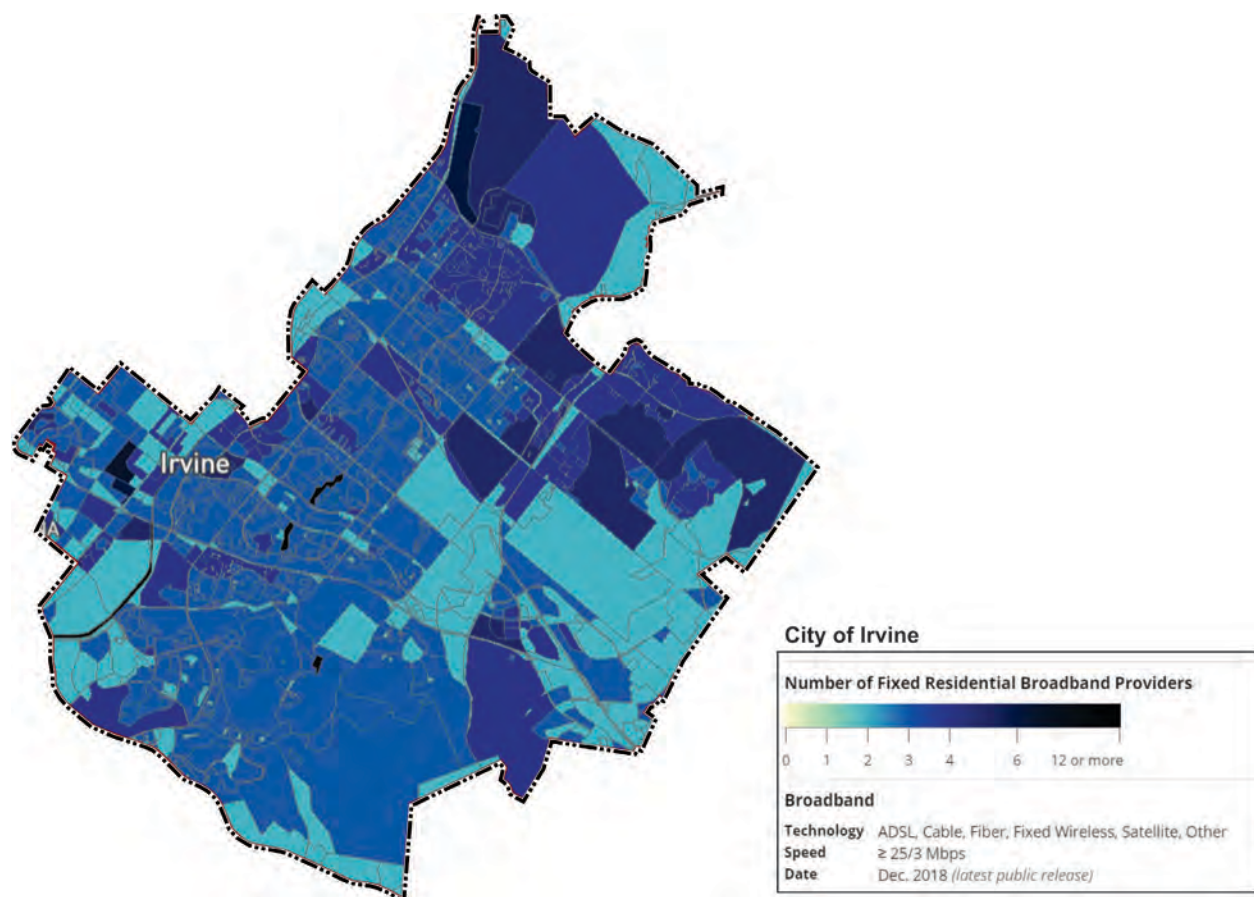 Irvine
City of Irvine
Number of Fixed Residential Broadband Providers
0 1 2 3 4 6 12 or more
Broadband
Technology ADSL, Cable, Fiber, Fixed Wireless, Satellite, Other
Speed ≥ 25/3 Mbps
Date Dec. 2018 (latest public release)